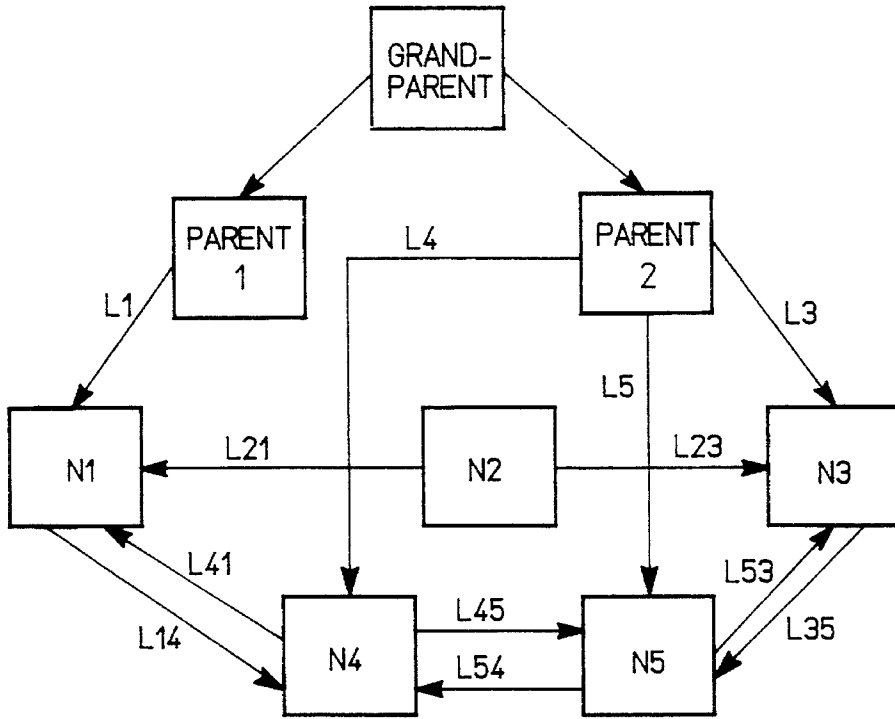 GRAND-
PARENT
PARENT
1
L4
PARENT
2
L1
L3
L5
N1
L21
N2
L23
N3
L41
L53
L14
L45
L35
N4
L54
N5